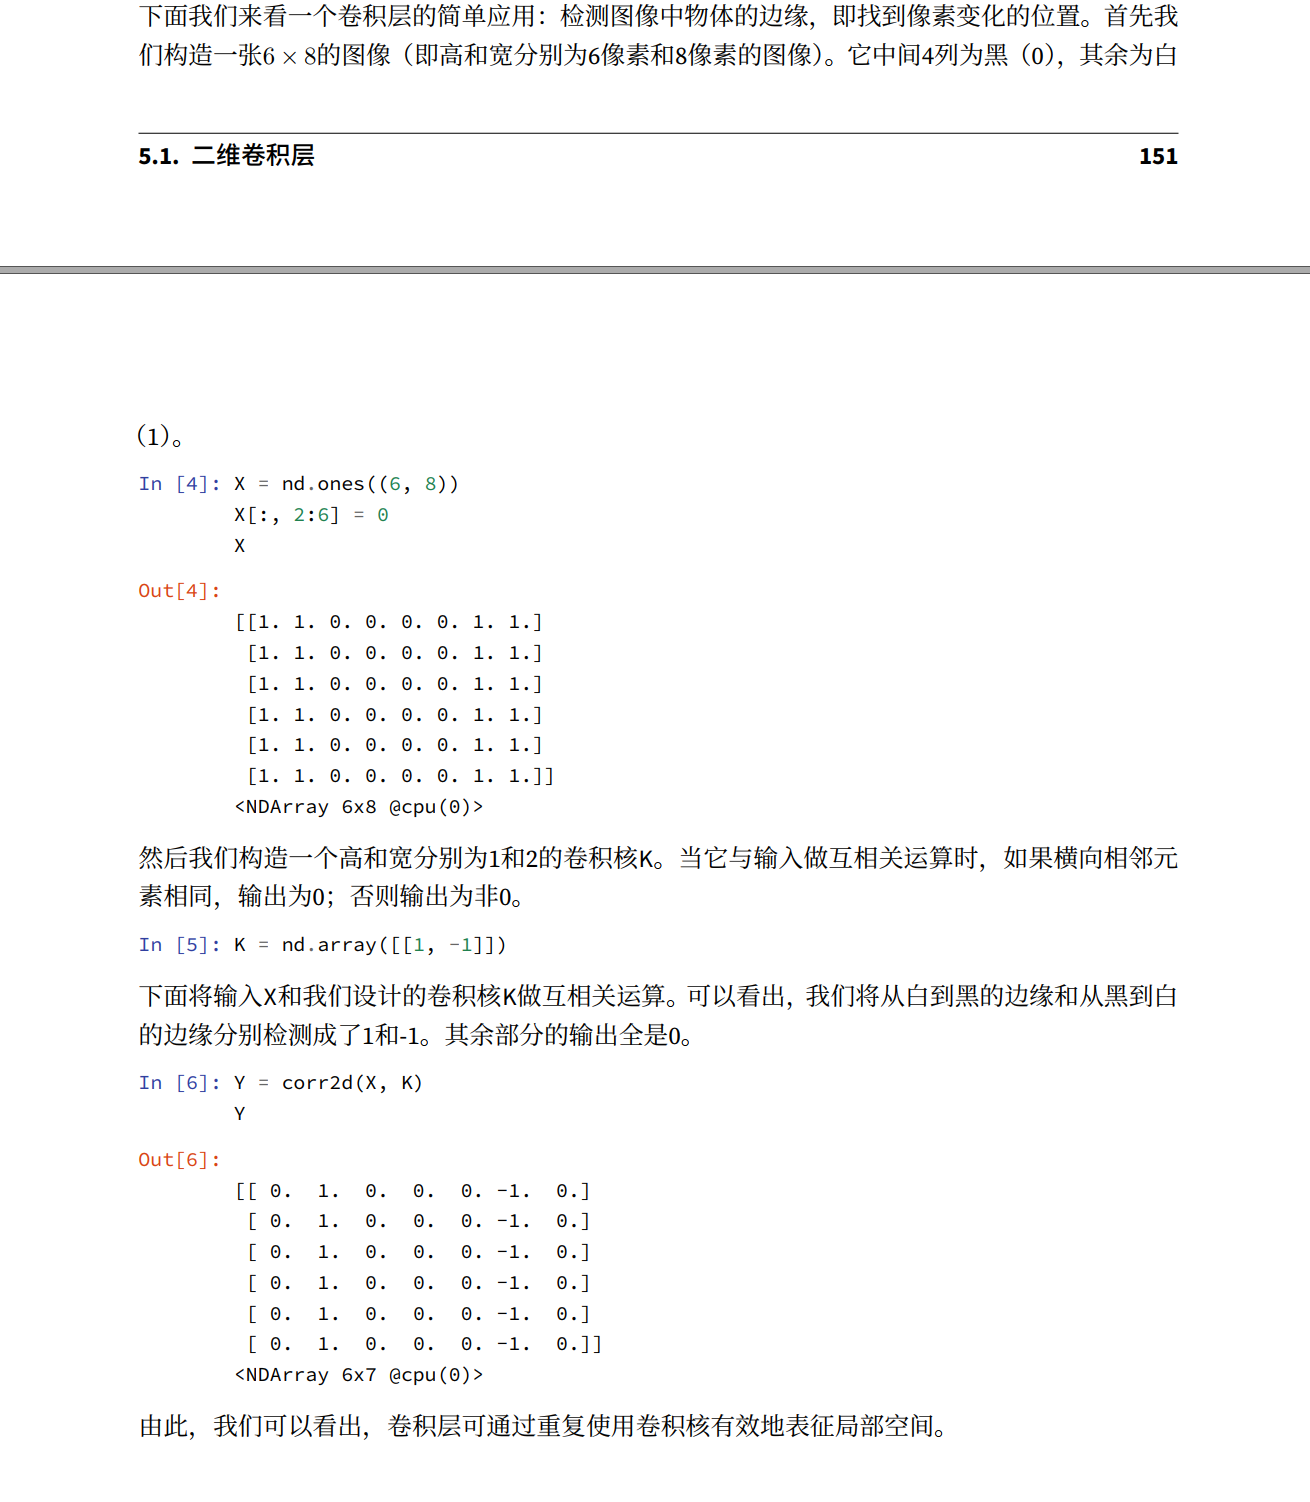 下面我们来看一个卷积层的简单应用：检测图像中物体的边缘，即找到像素变化的位置。首先我
们构造一张6 × 8的图像（即高和宽分别为6像素和8像素的图像）。它中间4列为黑（0），其余为白
5.1. 二维卷积层 151
（1）。
In [4]: X = nd.ones((6, 8))
X[:, 2:6] = 0
X
Out[4]:
[[1. 1. 0. 0. 0. 0. 1. 1.]
[1. 1. 0. 0. 0. 0. 1. 1.]
[1. 1. 0. 0. 0. 0. 1. 1.]
[1. 1. 0. 0. 0. 0. 1. 1.]
[1. 1. 0. 0. 0. 0. 1. 1.]
[1. 1. 0. 0. 0. 0. 1. 1.]]
<NDArray 6x8 @cpu(0)>
然后我们构造一个高和宽分别为1和2的卷积核K。当它与输入做互相关运算时，如果横向相邻元
素相同，输出为0；否则输出为非0。
In [5]: K = nd.array([[1, -1]])
下面将输入X和我们设计的卷积核K做互相关运算。可以看出，我们将从白到黑的边缘和从黑到白
的边缘分别检测成了1和-1。其余部分的输出全是0。
In [6]: Y = corr2d(X, K)
Y
Out[6]:
[[ 0.  1.  0.  0.  0. -1.  0.]
[ 0.  1.  0.  0.  0. -1.  0.]
[ 0.  1.  0.  0.  0. -1.  0.]
[ 0.  1.  0.  0.  0. -1.  0.]
[ 0.  1.  0.  0.  0. -1.  0.]
[ 0.  1.  0.  0.  0. -1.  0.]]
<NDArray 6x7 @cpu(0)>
由此，我们可以看出，卷积层可通过重复使用卷积核有效地表征局部空间。